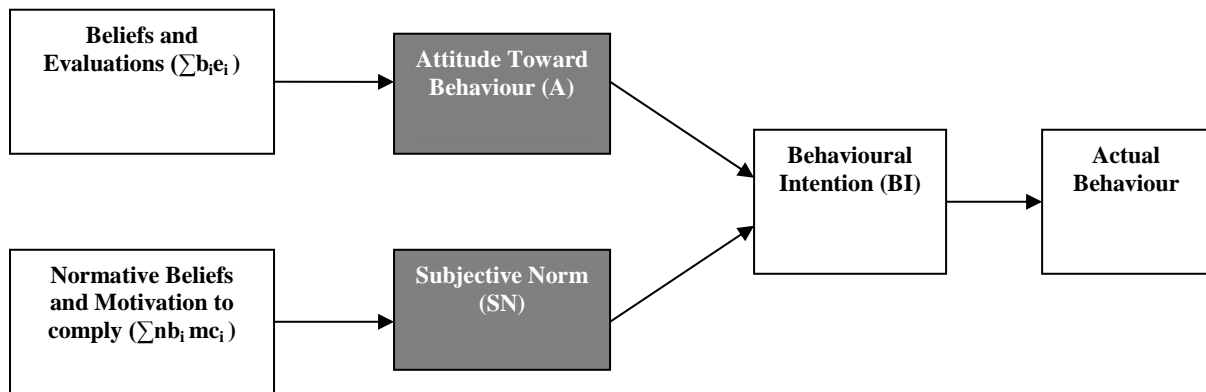 Beliefs and
Evaluations (∑bᵢeᵢ )
Attitude Toward
Behaviour (A)
Behavioural
Intention (BI)
Actual
Behaviour
Normative Beliefs
and Motivation to
comply (∑nbᵢ mcᵢ )
Subjective Norm
(SN)